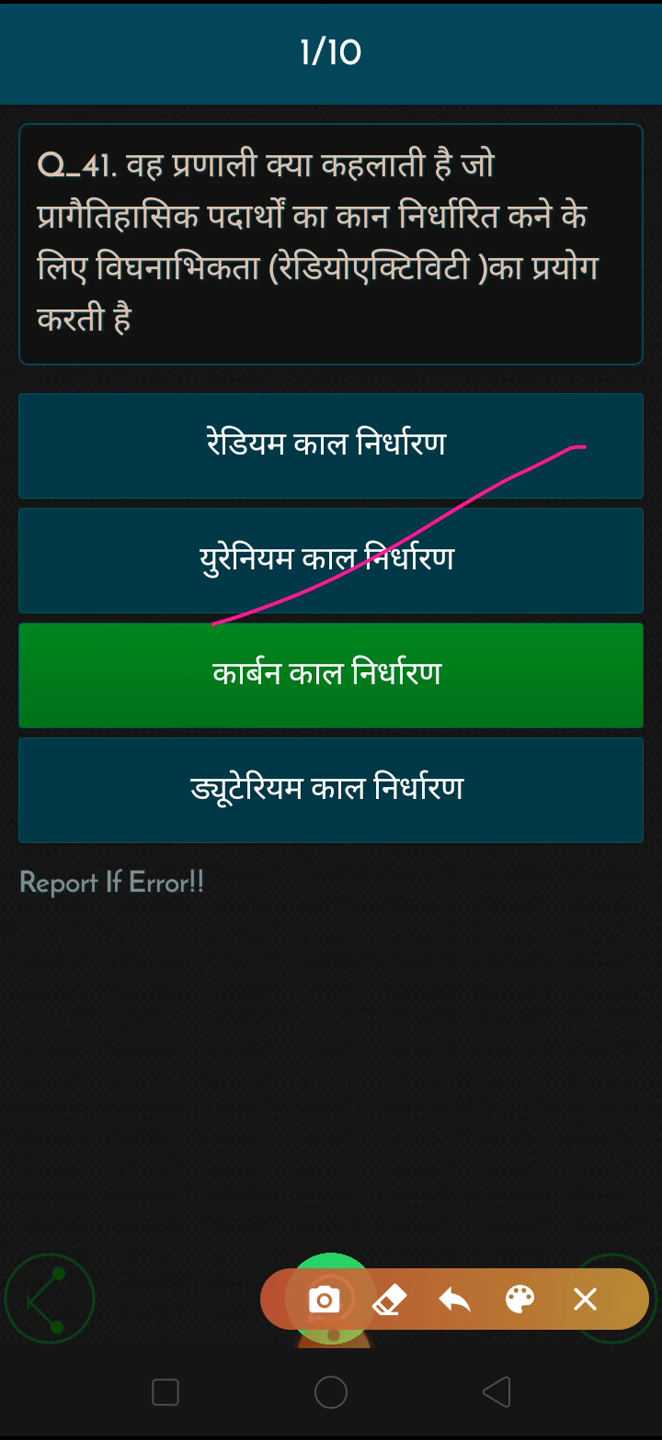 1/10
Q_41. वह प्रणाली क्या कहलाती है जो
प्रागैतिहासिक पदार्थों का कान निर्धारित कने के
लिए विघनाभिकता (रेडियोएक्टिविटी )का प्रयोग
करती है
रेडियम काल निर्धारण
युरेनियम काल निर्धारण
कार्बन काल निर्धारण
ड्यूटेरियम काल निर्धारण
Report If Error!!